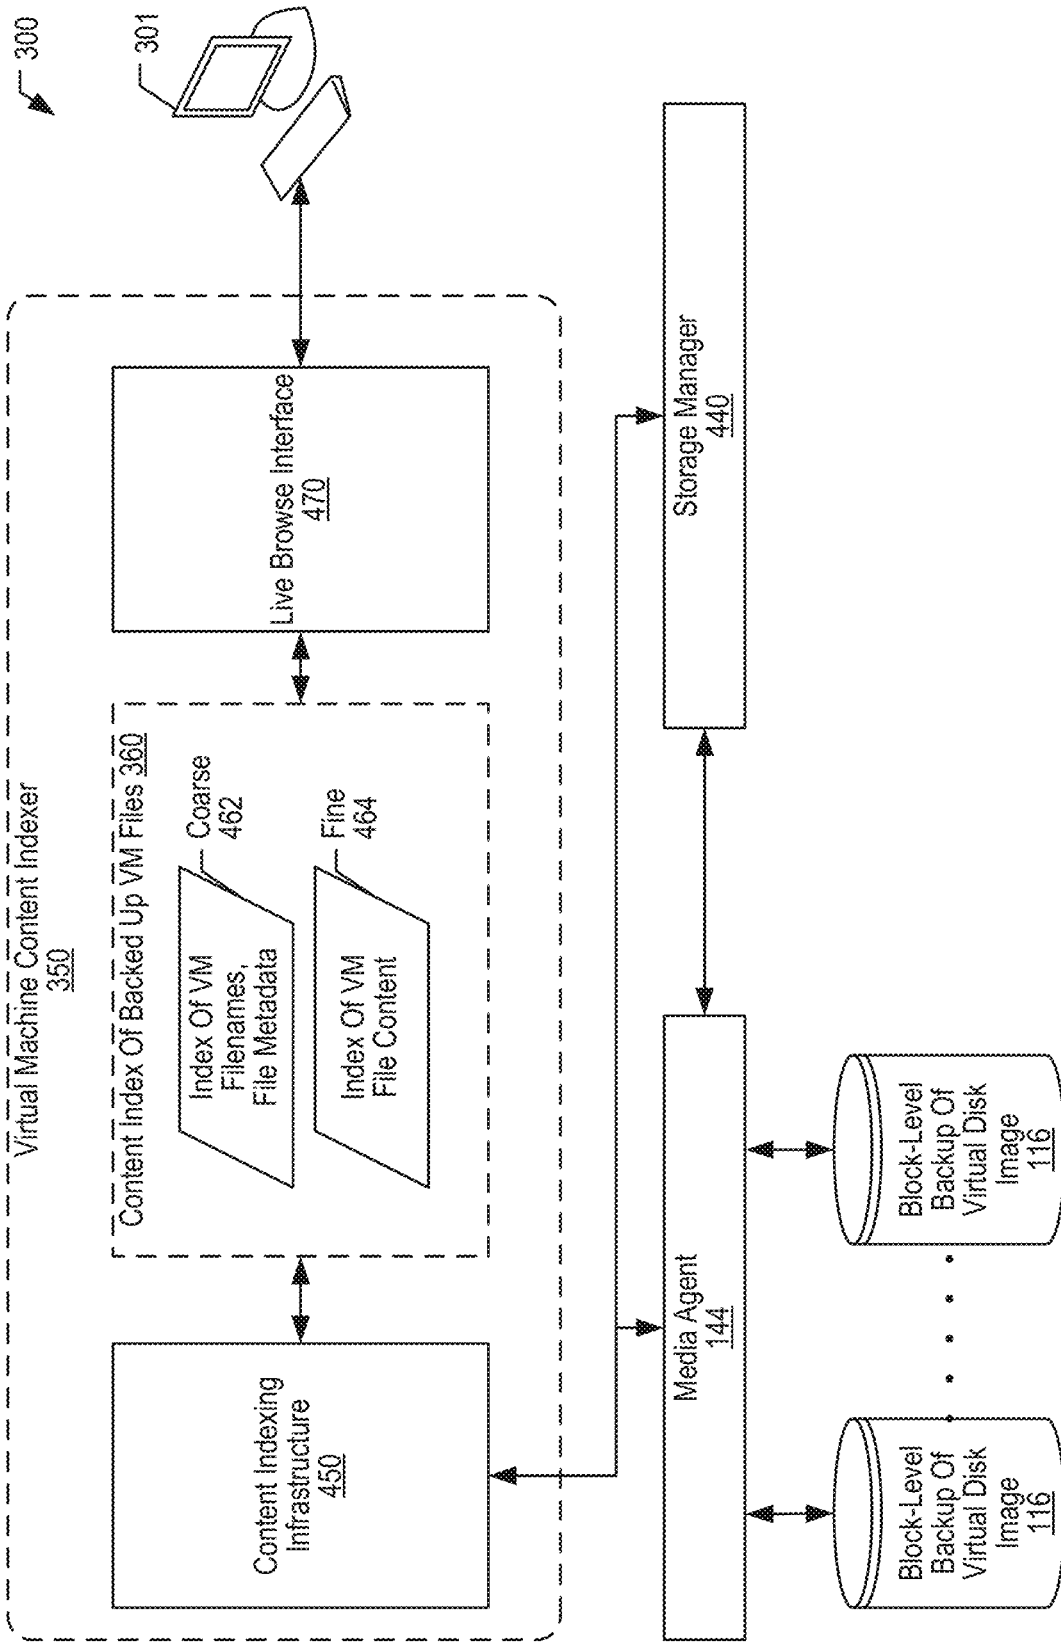 300
301
Virtual Machine Content Indexer
350
Content Indexing
Infrastructure
450
Content Index Of Backed Up VM Files 360
Index Of VM
Filenames,
File Metadata
Coarse
462
Index Of VM
File Content
Fine
464
Live Browse Interface
470
Media Agent
144
Storage Manager
440
Block-Level
Backup Of
Virtual Disk
Image
116
Block-Level
Backup Of
Virtual Disk
Image
116